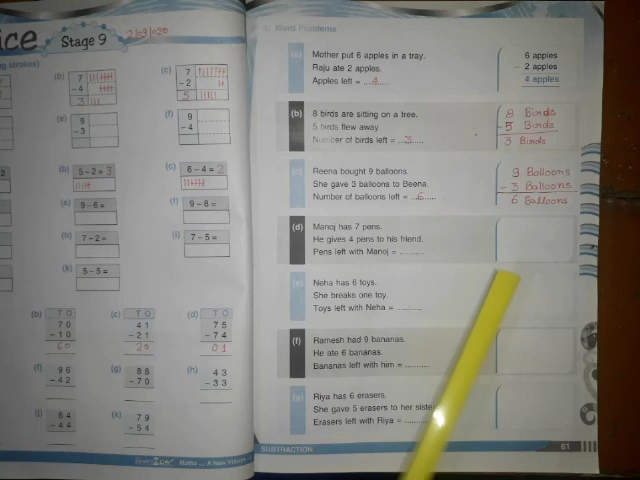 ice
Stage 9
2/09/020
ing strokes)
(b) 7
- 4
3
(c) 7
- 2
5
(e) 9
- 3
(f) 9
- 4
(b) 5 - 2 = 3
(c) 6 - 4 = 2
(e) 8 - 6 =
(f) 9 - 8 =
(h) 7 - 2 =
(i) 7 - 5 =
(k) 5 - 5 =
(b) T O
7 0
- 1 0
6 0
(c) T O
4 1
- 2 1
2 0
(d) T O
7 5
- 7 4
0 1
(f) 9 6
- 4 2
(g) 8 8
- 7 0
(h) 4 3
- 3 3
(j) 6 4
- 4 4
(k) 7 9
- 5 4
Word Problems
(a) Mother put 6 apples in a tray.
Raju ate 2 apples.
Apples left = ...4....
6 apples
- 2 apples
4 apples
(b) 8 birds are sitting on a tree.
5 birds flew away.
Number of birds left = ...3....
8 Birds
- 5 Birds
3 Birds
(c) Reena bought 9 balloons.
She gave 3 balloons to Beena.
Number of balloons left = ...6....
9 Balloons
- 3 Balloons
6 Balloons
(d) Manoj has 7 pens.
He gives 4 pens to his friend.
Pens left with Manoj = ...........
(e) Neha has 6 toys.
She breaks one toy.
Toys left with Neha = ...........
(f) Ramesh had 9 bananas.
He ate 6 bananas.
Bananas left with him = ...........
(g) Riya has 6 erasers.
She gave 5 erasers to her siste
Erasers left with Riya = ...........
SUBTRACTION
61